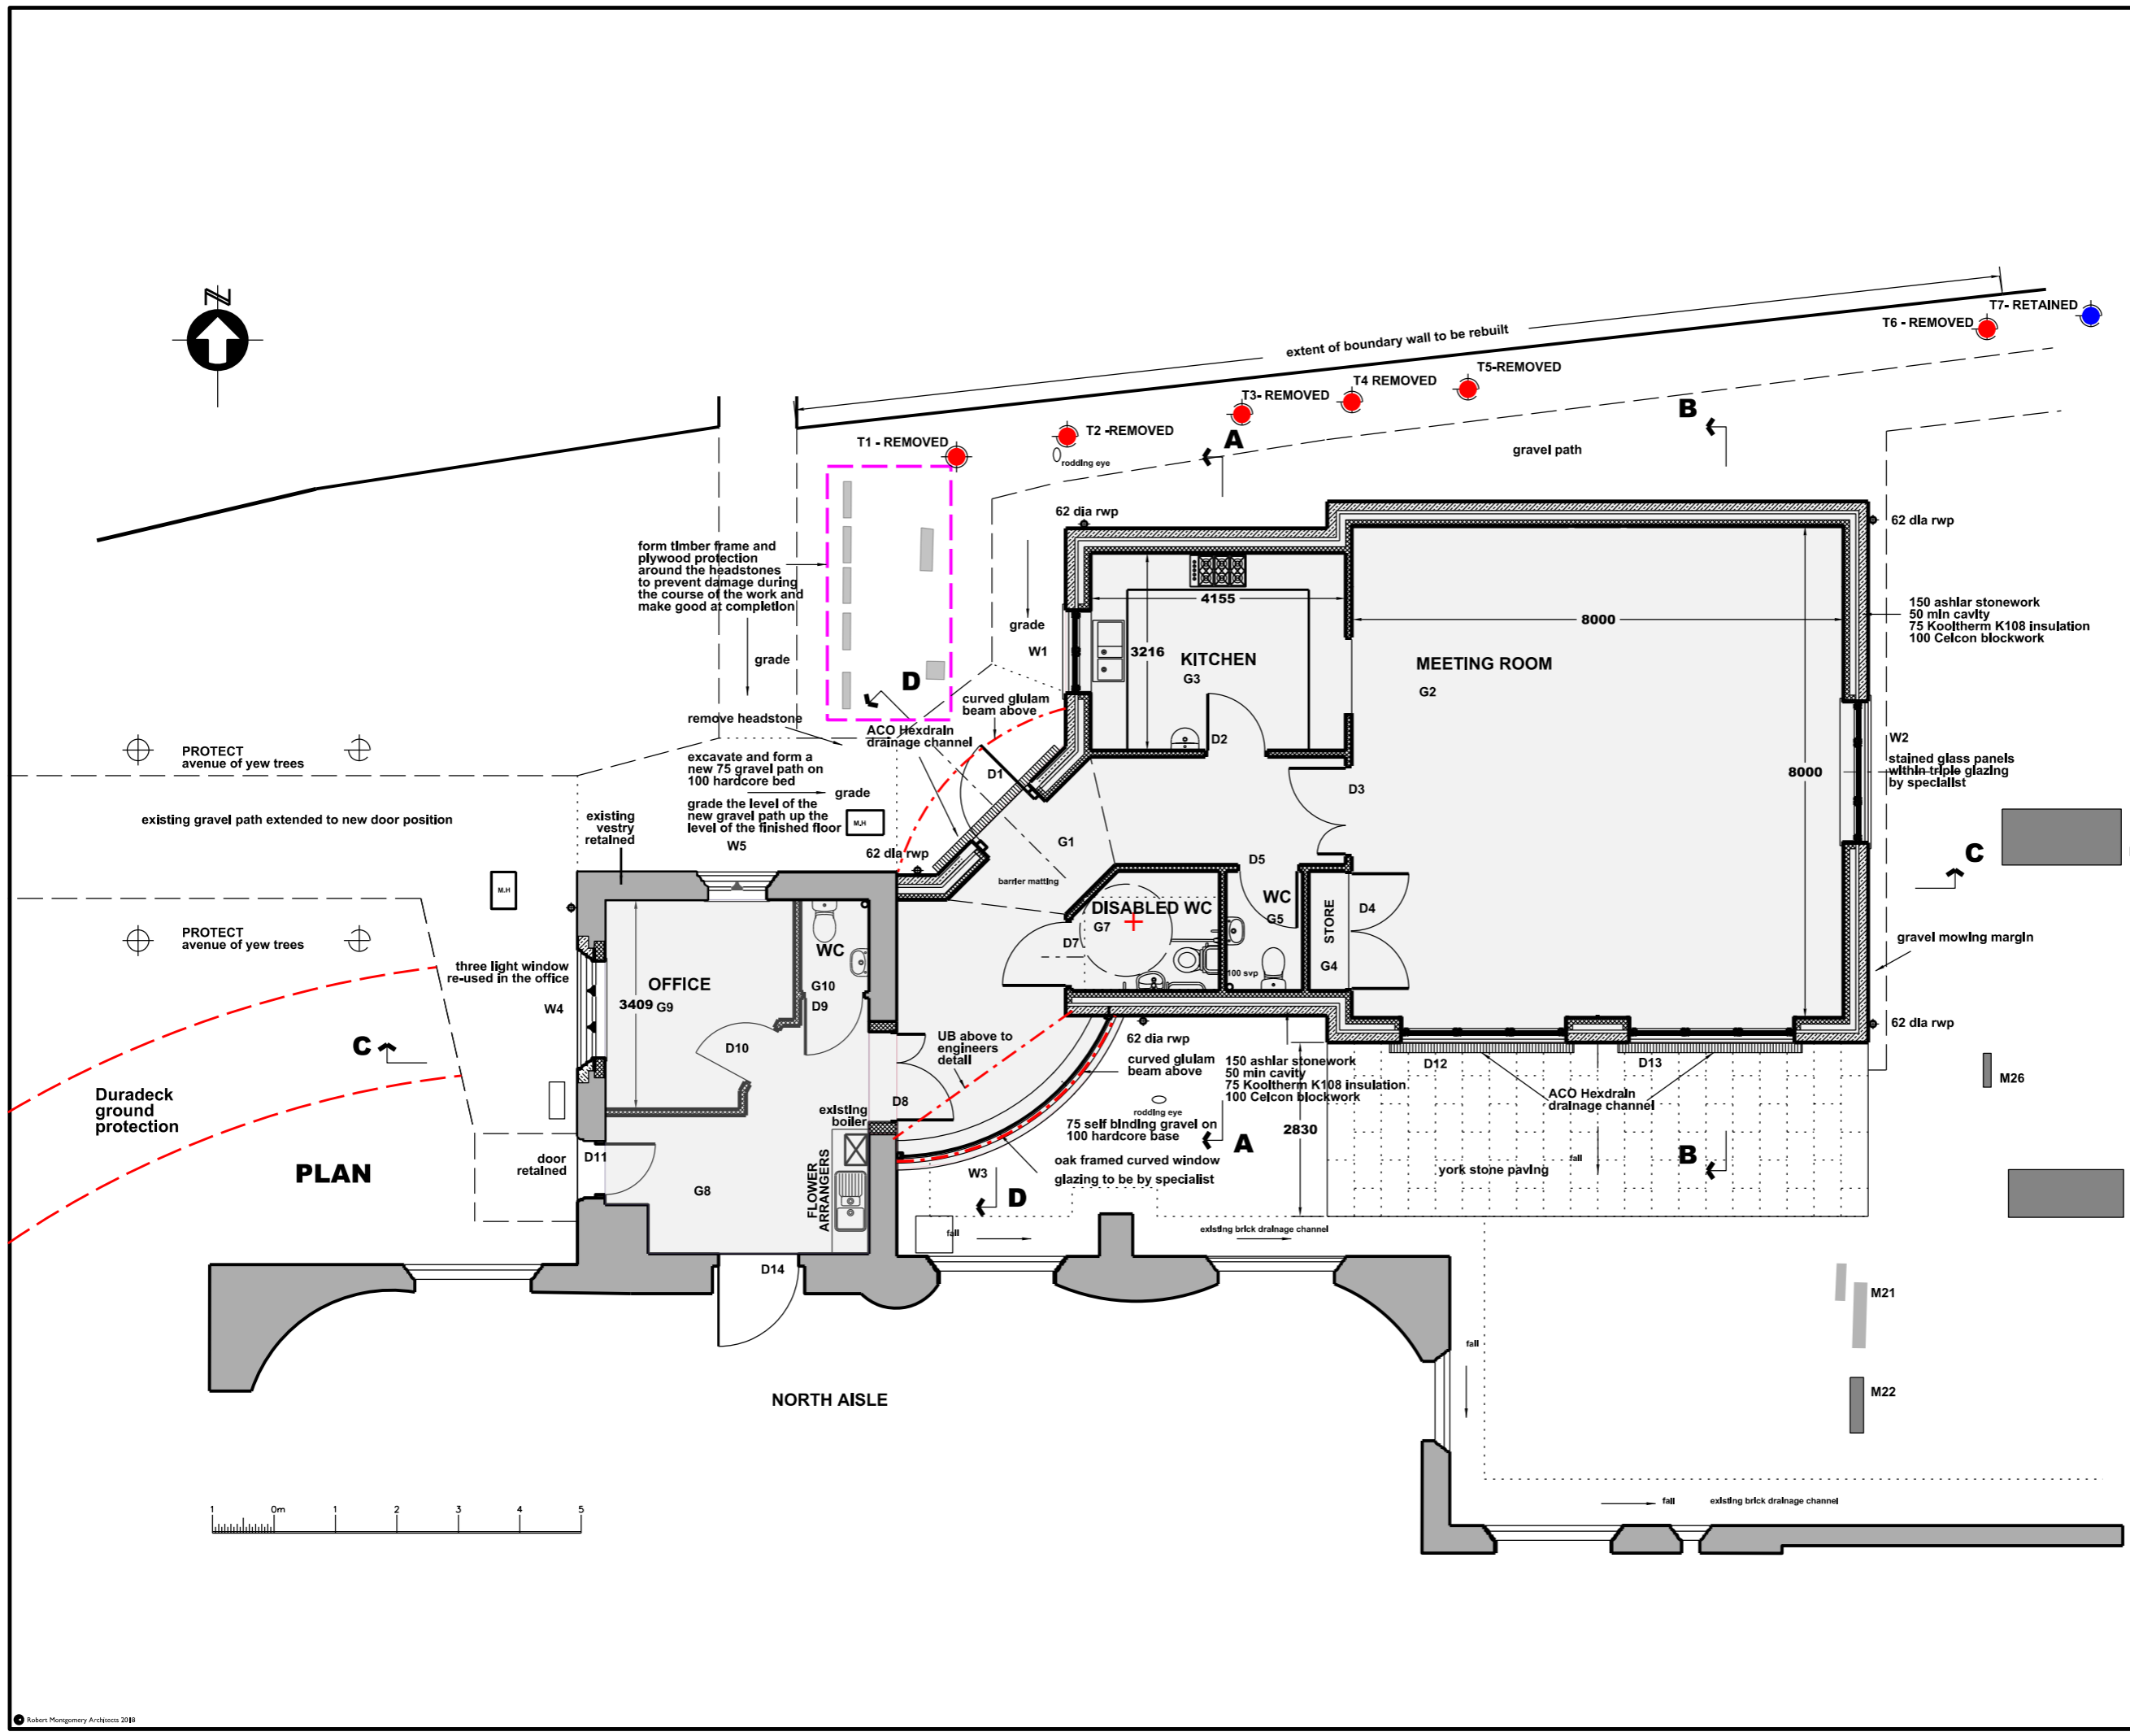 N
T7- RETAINED
T6 - REMOVED
extent of boundary wall to be rebuilt
T5-REMOVED
T4 REMOVED
T3- REMOVED
T2 -REMOVED
T1 - REMOVED
rodding eye
A
B
gravel path
62 dia rwp
62 dia rwp
form timber frame and
plywood protection
around the headstones
to prevent damage during
the course of the work and
make good at completion
grade
grade
W1
4155
3216
KITCHEN
G3
8000
MEETING ROOM
G2
150 ashlar stonework
50 min cavity
75 Kooltherm K108 insulation
100 Celcon blockwork
D
curved glulam
beam above
remove headstone
ACO Hexdrain
drainage channel
D2
W2
stained glass panels
within triple glazing
by specialist
8000
PROTECT
avenue of yew trees
excavate and form a
new 75 gravel path on
100 hardcore bed
grade
grade the level of the
new gravel path up the
level of the finished floor
M.H
D1
D3
existing gravel path extended to new door position
existing
vestry
retained
W5
62 dia rwp
G1
D5
C
barrier matting
M.H
DISABLED WC
G7
WC
G5
STORE
G4
D4
PROTECT
avenue of yew trees
D7
gravel mowing margin
three light window
re-used in the office
W4
OFFICE
3409
G9
WC
G10
D9
100 svp
C
D10
UB above to
engineers
detail
62 dia rwp
62 dia rwp
curved glulam
beam above
150 ashlar stonework
50 min cavity
75 Kooltherm K108 insulation
100 Celcon blockwork
D12
D13
ACO Hexdrain
drainage channel
M26
Duradeck
ground
protection
D8
existing
boiler
rodding eye
75 self binding gravel on
100 hardcore base
A
2830
B
york stone paving
fall
PLAN
door
retained
D11
G8
FLOWER
ARRANGERS
oak framed curved window
glazing to be by specialist
W3
D
fall
existing brick drainage channel
D14
M21
fall
M22
NORTH AISLE
fall
existing brick drainage channel
1 0m 1 2 3 4 5
Robert Montgomery Architects 2018